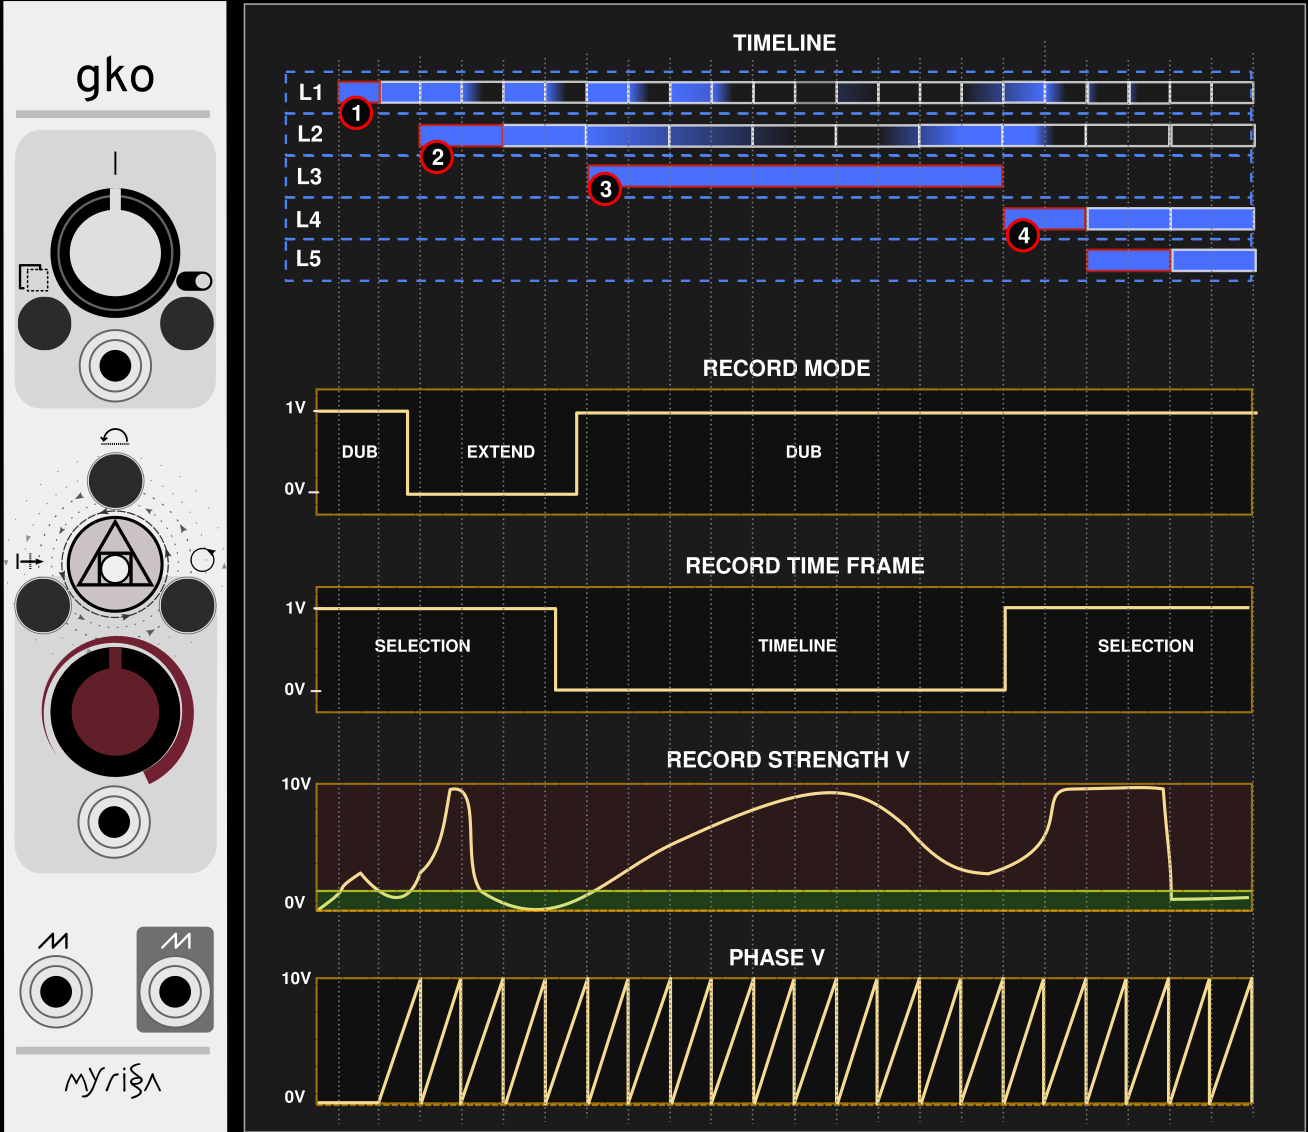 gko
TIMELINE
L1
1
L2
2
L3
3
L4
4
L5
RECORD MODE
1V
DUB
EXTEND
DUB
0V
RECORD TIME FRAME
1V
SELECTION
TIMELINE
SELECTION
0V
RECORD STRENGTH V
10V
0V
PHASE V
10V
0V
myrisa